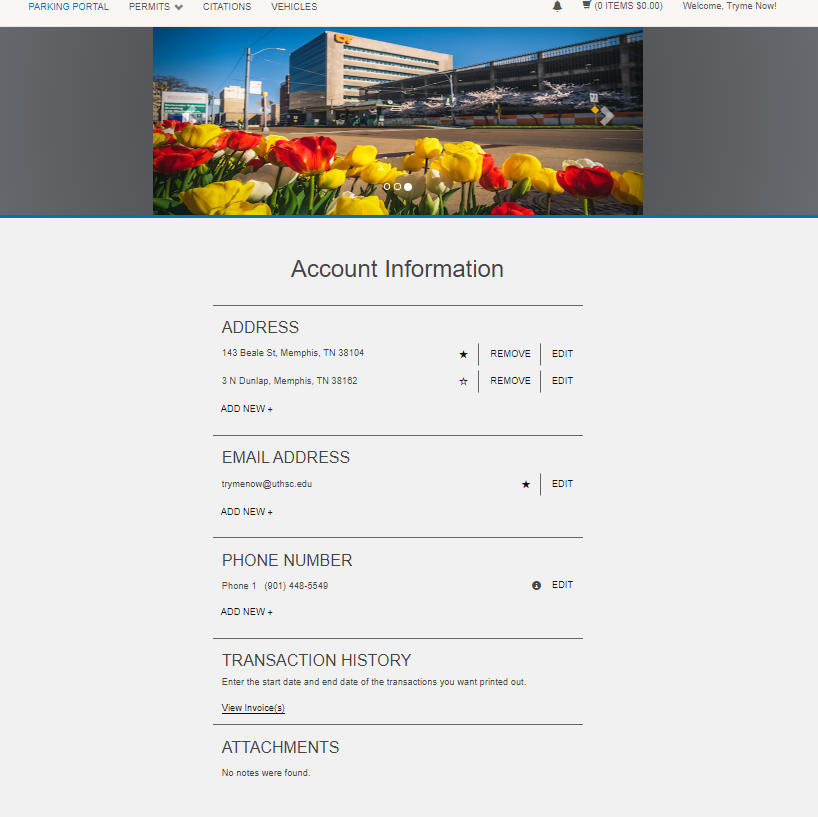 PARKING PORTAL PERMITS CITATIONS VEHICLES (0 ITEMS $0.00) Welcome, Tryme Now!
Account Information
ADDRESS
143 Beale St, Memphis, TN 38104 REMOVE EDIT
3 N Dunlap, Memphis, TN 38162 REMOVE EDIT
ADD NEW +
EMAIL ADDRESS
trymenow@uthsc.edu EDIT
ADD NEW +
PHONE NUMBER
Phone 1 (901) 448-5549 EDIT
ADD NEW +
TRANSACTION HISTORY
Enter the start date and end date of the transactions you want printed out.
View Invoice(s)
ATTACHMENTS
No notes were found.